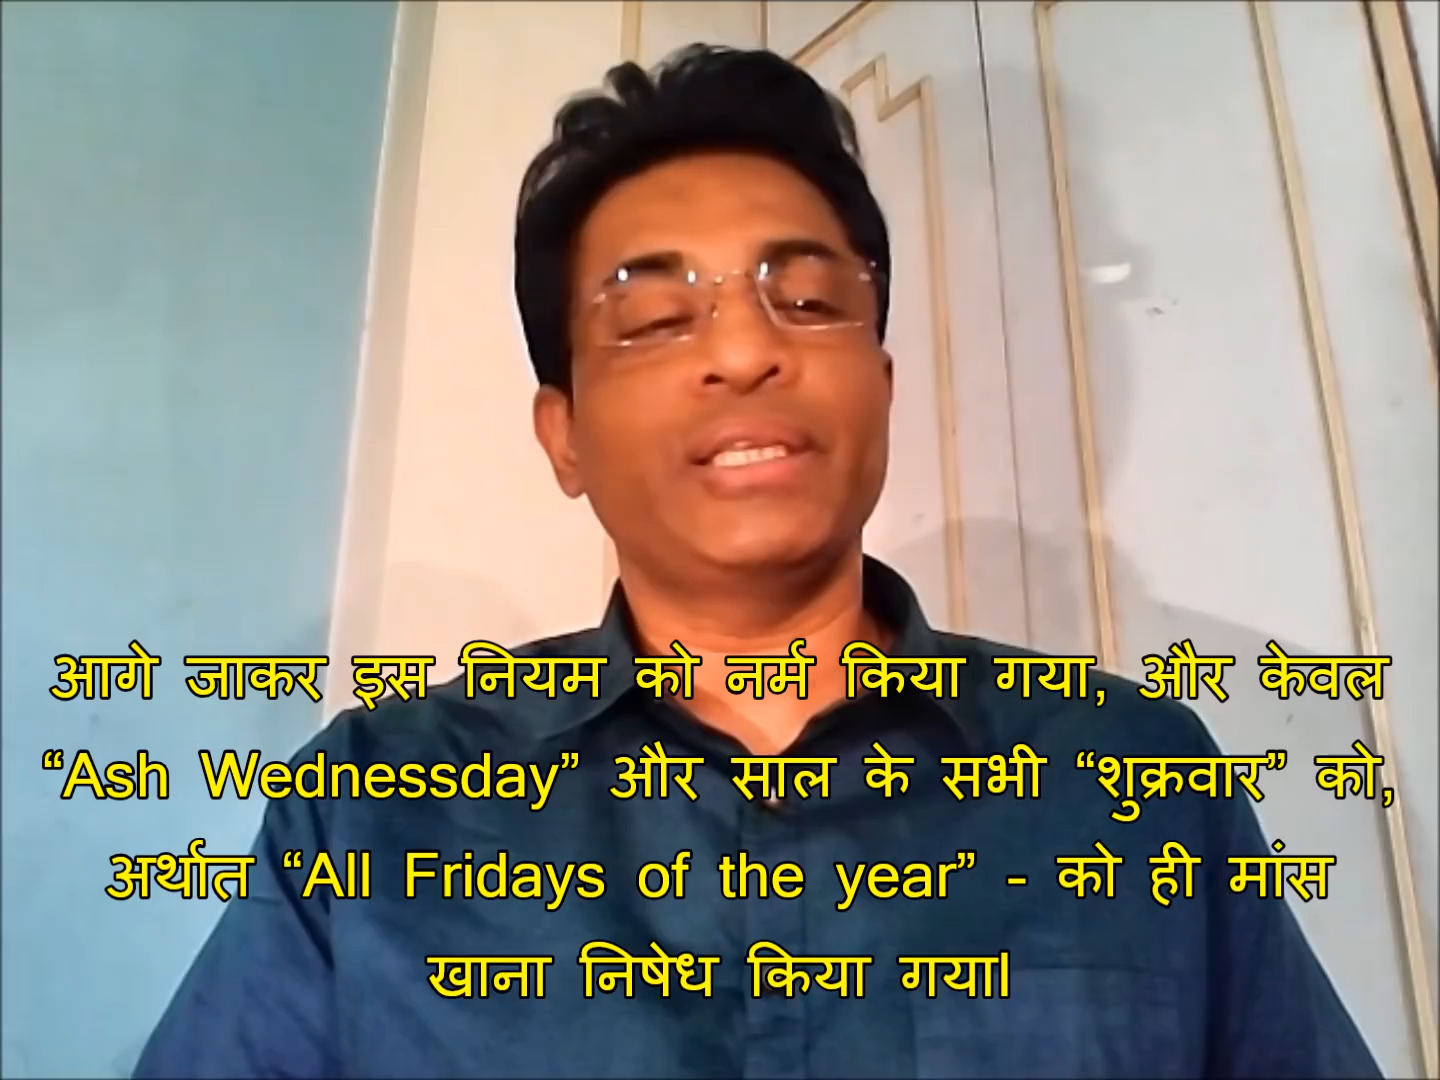 आगे जाकर इस नियम को नर्म किया गया, और केवल
“Ash Wednessday” और साल के सभी “शुक्रवार” को,
अर्थात “All Fridays of the year” - को ही मांस
खाना निषेध किया गया।